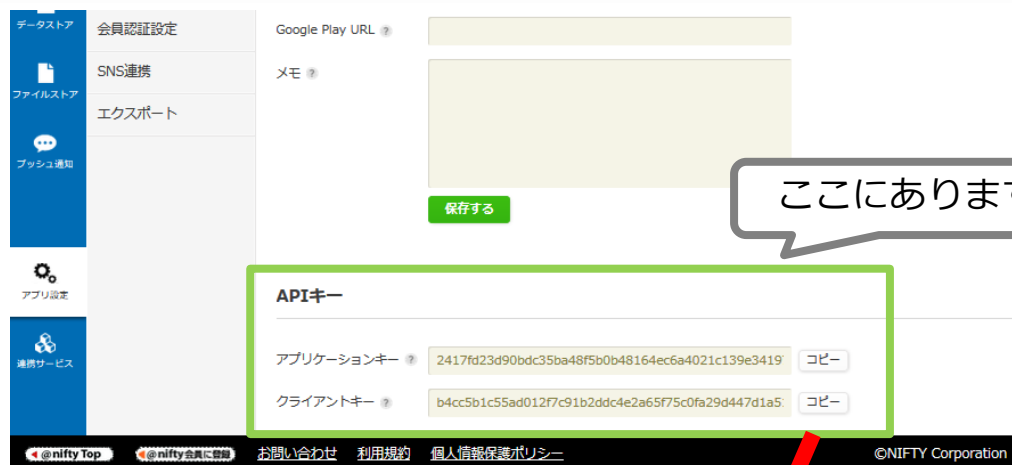 データストア
会員認証設定
Google Play URL ?
SNS連携
メモ ?
ファイルストア
エクスポート
プッシュ通知
保存する
ここにあります
アプリ設定
APIキー
連携サービス
アプリケーションキー ? 2417fd23d90bdc35ba48f5b0b48164ec6a4021c139e3419 コピー
クライアントキー ? b4cc5b1c55ad012f7c91b2ddc4e2a65f75c0fa29d447d1a5 コピー
@nifty Top @nifty会員に登録 お問い合わせ 利用規約 個人情報保護ポリシー ©NIFTY Corporation